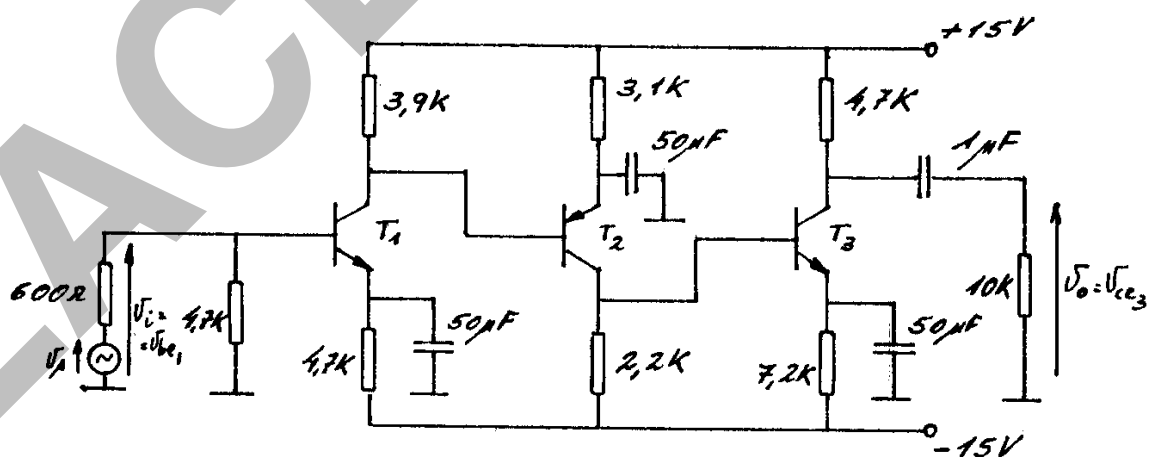 +15V
3,9K
3,1K
4,7K
50μF
1μF
T1
T2
T3
600Ω
vi=
=vbe1
4,7K
vs
50μF
4,7K
2,2K
7,2K
50μF
10K
vo=vce3
-15V